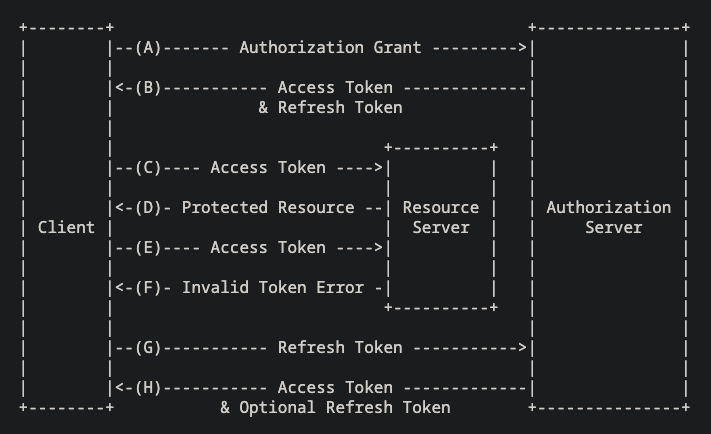 +--------+                                           +---------------+
|        |--(A)------- Authorization Grant --------->|               |
|        |                                           |               |
|        |<-(B)----------- Access Token -------------|               |
|        |               & Refresh Token             |               |
|        |                                           |               |
|        |                            +----------+   |               |
|        |--(C)---- Access Token ---->|          |   |               |
|        |                            |          |   |               |
|        |<-(D)- Protected Resource --| Resource |   | Authorization |
| Client |                            |  Server  |   |     Server    |
|        |--(E)---- Access Token ---->|          |   |               |
|        |                            |          |   |               |
|        |<-(F)- Invalid Token Error -|          |   |               |
|        |                            +----------+   |               |
|        |                                           |               |
|        |--(G)----------- Refresh Token ----------->|               |
|        |                                           |               |
|        |<-(H)----------- Access Token -------------|               |
+--------+           & Optional Refresh Token        +---------------+